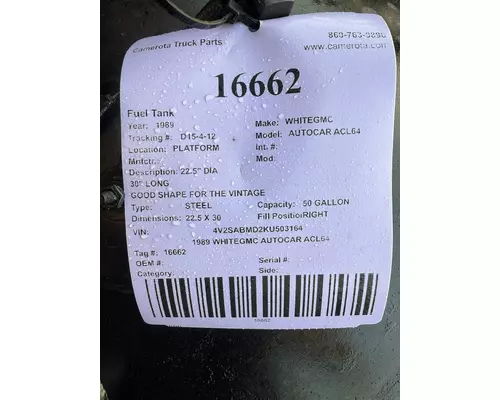 Camerota Truck Parts 860-763-0896
www.camerota.com
16662
Fuel Tank
Year: 1989 Make: WHITEGMC
Tracking #: D15-4-12 Model: AUTOCAR ACL64
Location: PLATFORM Int. #:
Mnfctr: Mod:
Description: 22.5" DIA
30" LONG
GOOD SHAPE FOR THE VINTAGE
Type: STEEL Capacity: 50 GALLON
Dimensions: 22.5 X 30 Fill Position:RIGHT
VIN: 4V2SABMD2KU503164
1989 WHITEGMC AUTOCAR ACL64
Tag #: 16662
OEM #: Serial #:
Category: Side:
16662